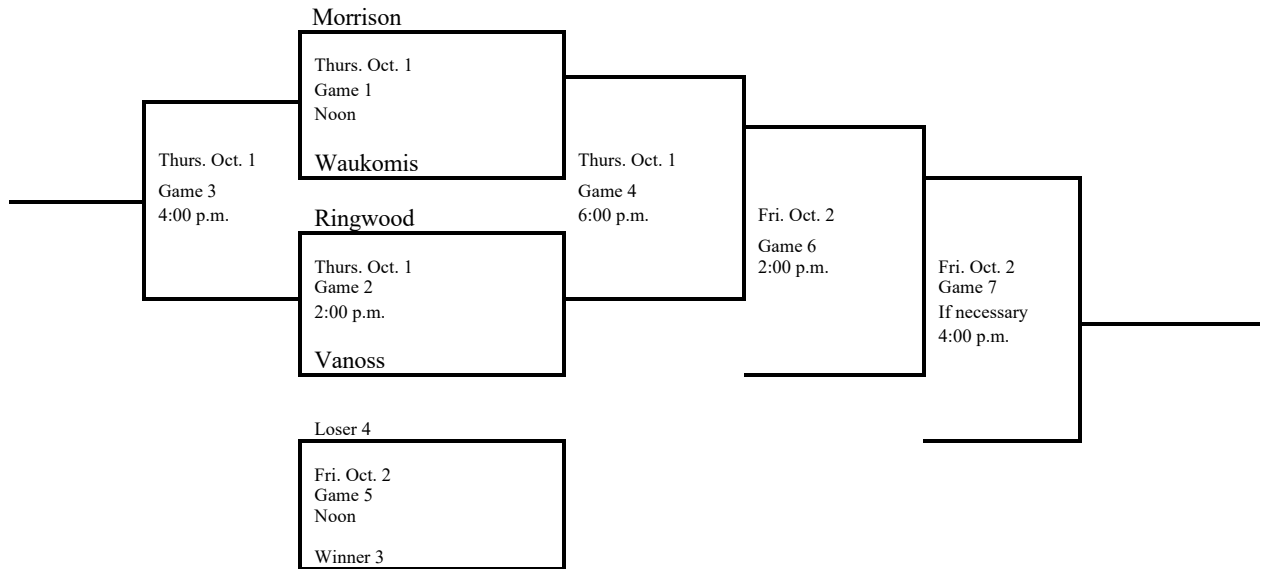 Morrison
Thurs. Oct. 1
Game 1
Noon
Waukomis
Thurs. Oct. 1
Game 3
4:00 p.m.
Thurs. Oct. 1
Game 4
6:00 p.m.
Ringwood
Thurs. Oct. 1
Game 2
2:00 p.m.
Vanoss
Fri. Oct. 2
Game 6
2:00 p.m.
Fri. Oct. 2
Game 7
If necessary
4:00 p.m.
Loser 4
Fri. Oct. 2
Game 5
Noon
Winner 3